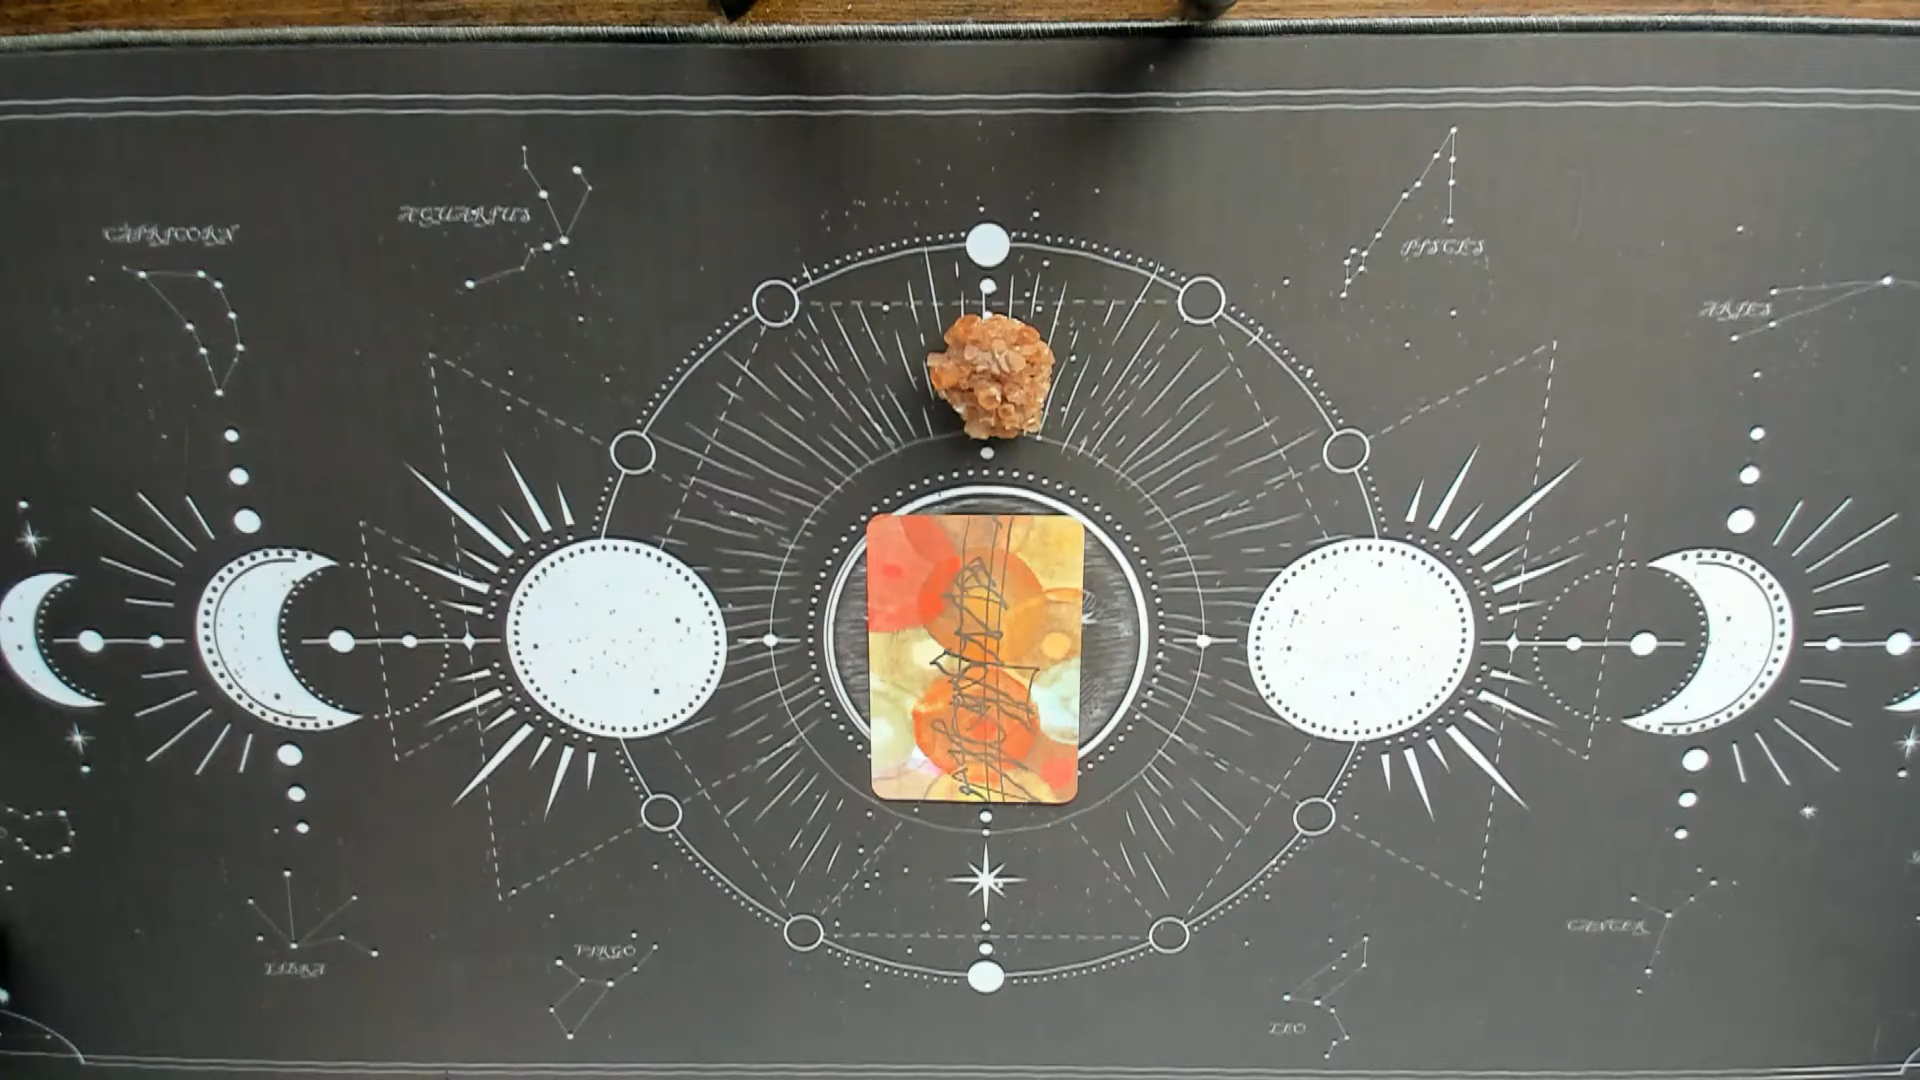 CAPRICORN
AQUARIUS
PISCES
ARIES
LIBRA
VIRGO
LEO
CANCER